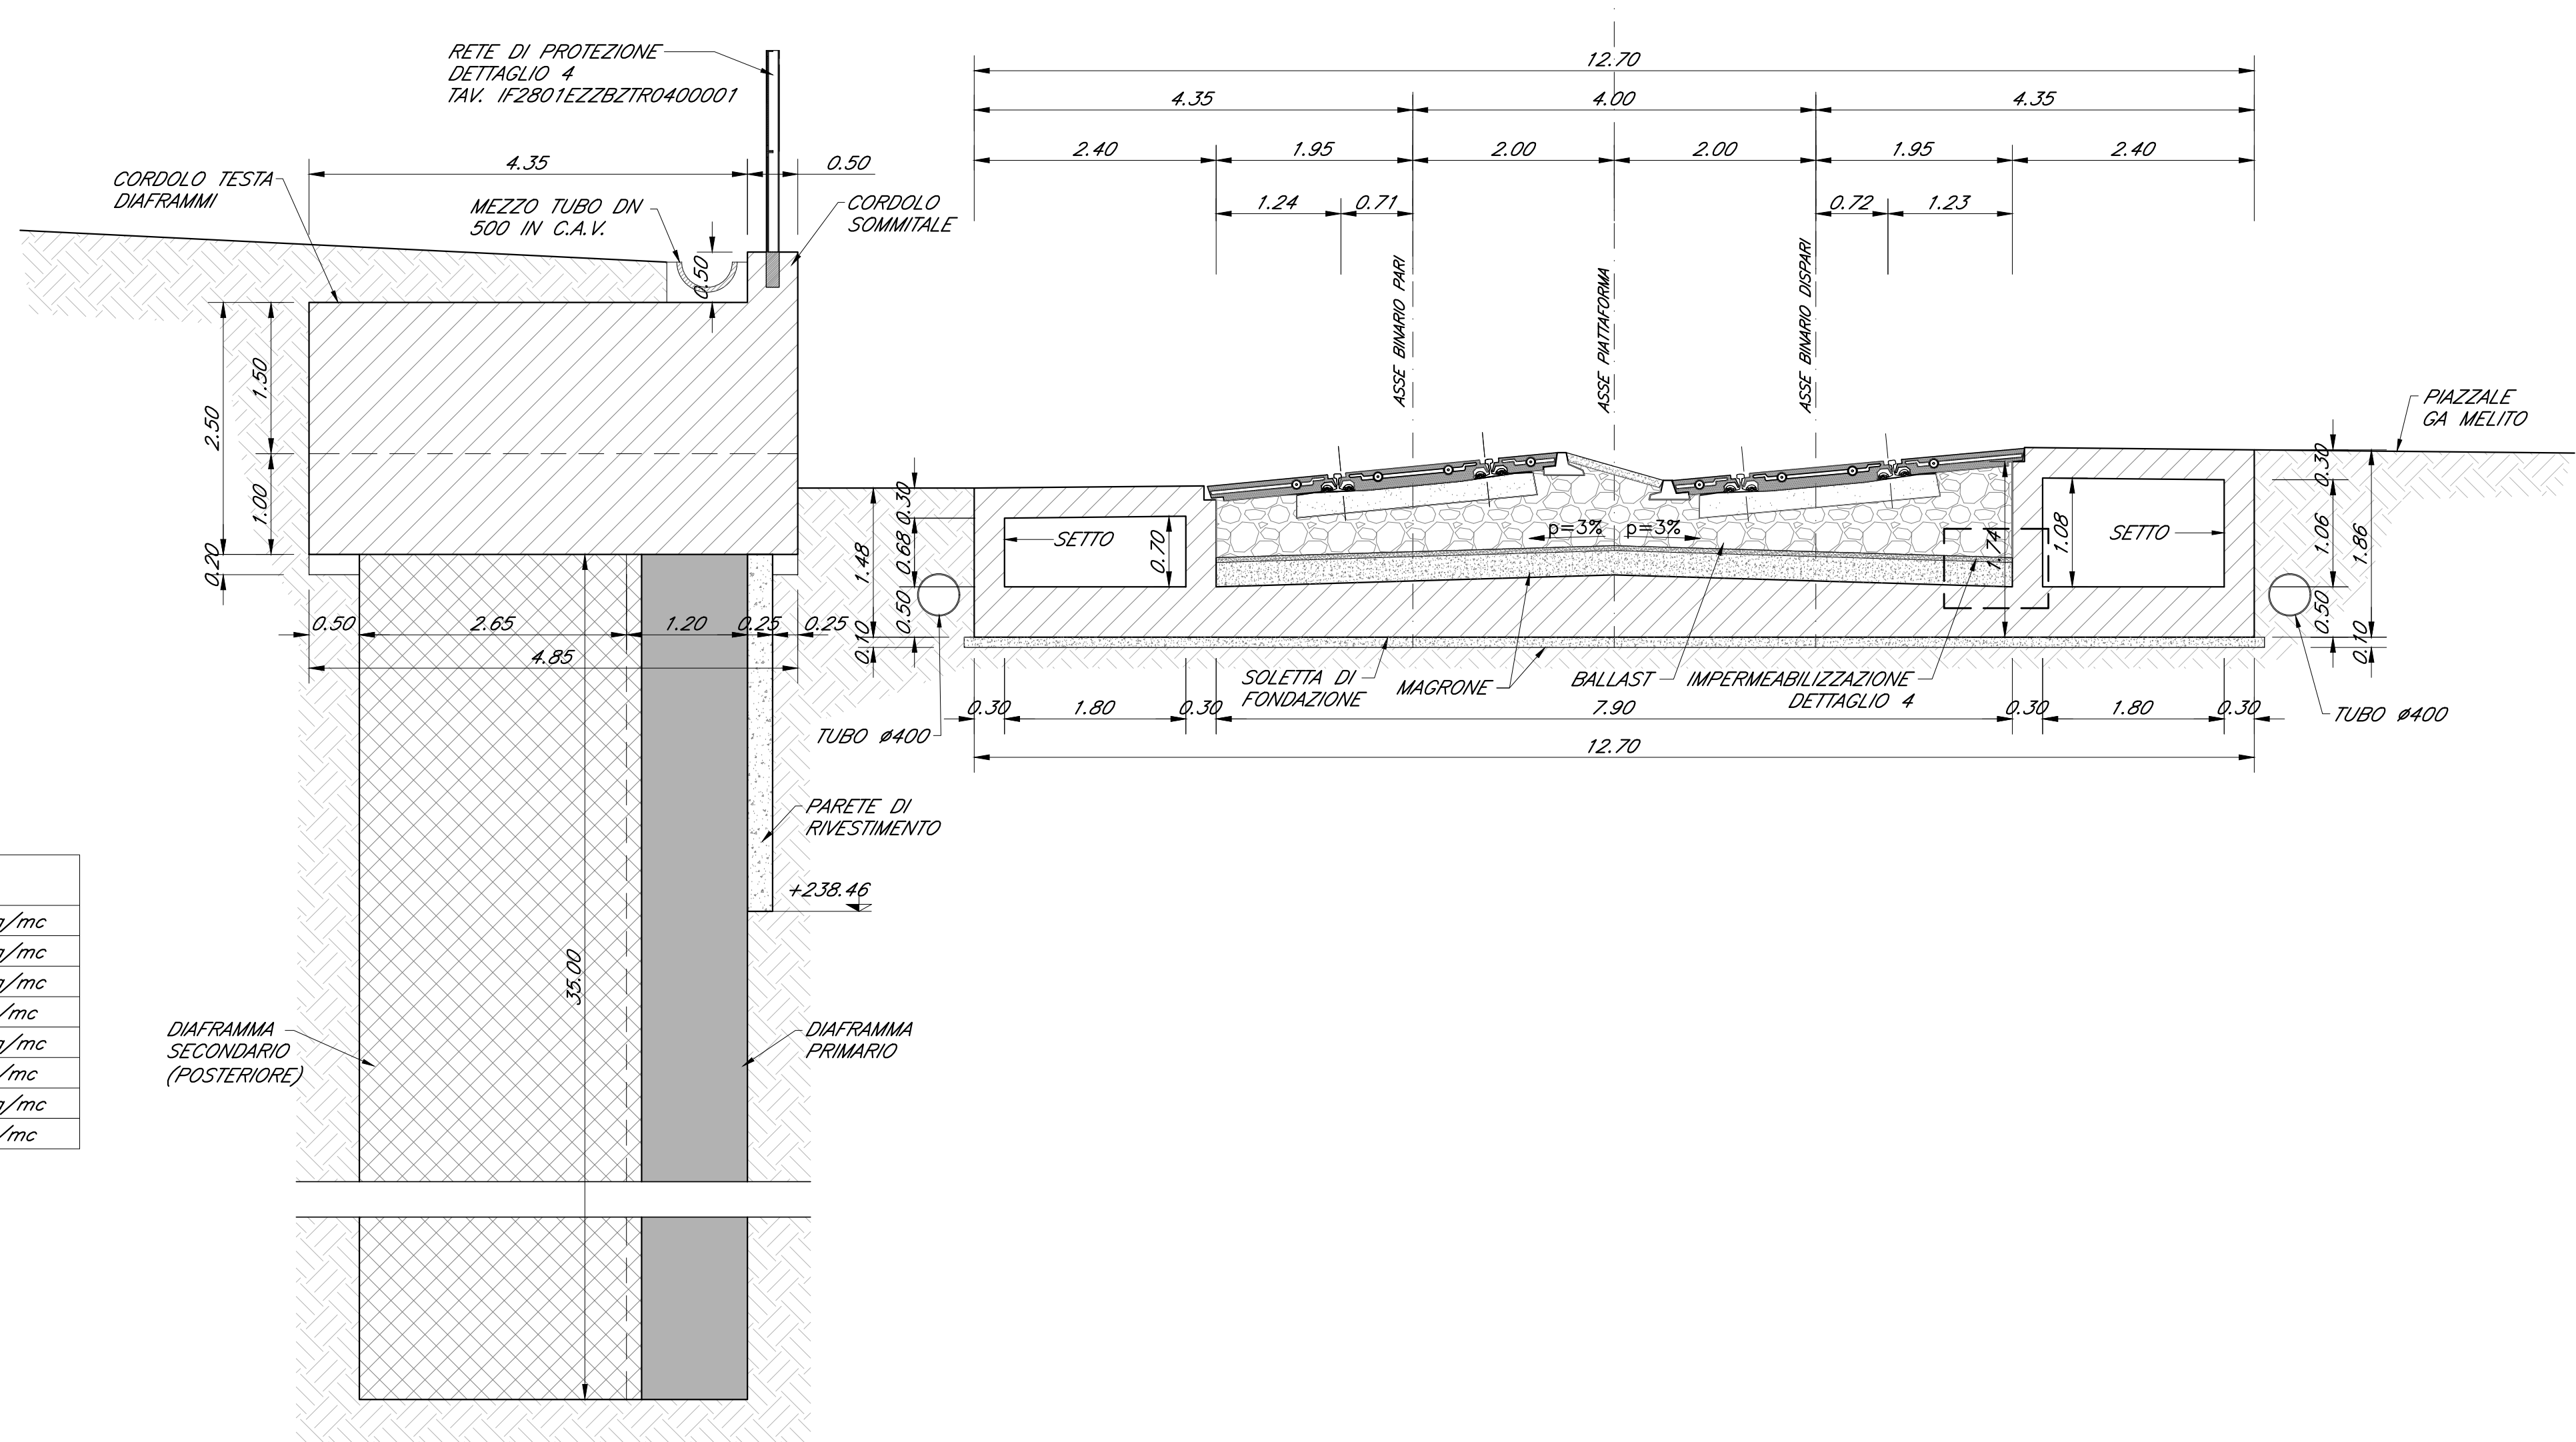 RETE DI PROTEZIONE
DETTAGLIO 4
TAV. IF2801EZZBZTR0400001
12.70
4.35
4.00
4.35
2.40
1.95
2.00
2.00
1.95
2.40
1.24
0.71
0.72
1.23
4.35
0.50
CORDOLO TESTA
DIAFRAMMI
MEZZO TUBO DN
500 IN C.A.V.
CORDOLO
SOMMITALE
0.50
2.50
1.50
1.00
0.20
ASSE BINARIO PARI
ASSE PIATTAFORMA
ASSE BINARIO DISPARI
PIAZZALE
GA MELITO
1.48
0.10
0.30
0.68
0.50
SETTO
0.70
p=3%
p=3%
1.74
1.08
SETTO
0.30
1.06
0.50
1.86
0.10
0.50
2.65
1.20
0.25
0.25
4.85
SOLETTA DI
FONDAZIONE
MAGRONE
BALLAST
IMPERMEABILIZZAZIONE
DETTAGLIO 4
0.30
1.80
0.30
7.90
0.30
1.80
0.30
12.70
TUBO ø400
TUBO ø400
PARETE DI
RIVESTIMENTO
+238.46
35.00
DIAFRAMMA
SECONDARIO
(POSTERIORE)
DIAFRAMMA
PRIMARIO
/mc
/mc
/mc
/mc
/mc
/mc
/mc
/mc